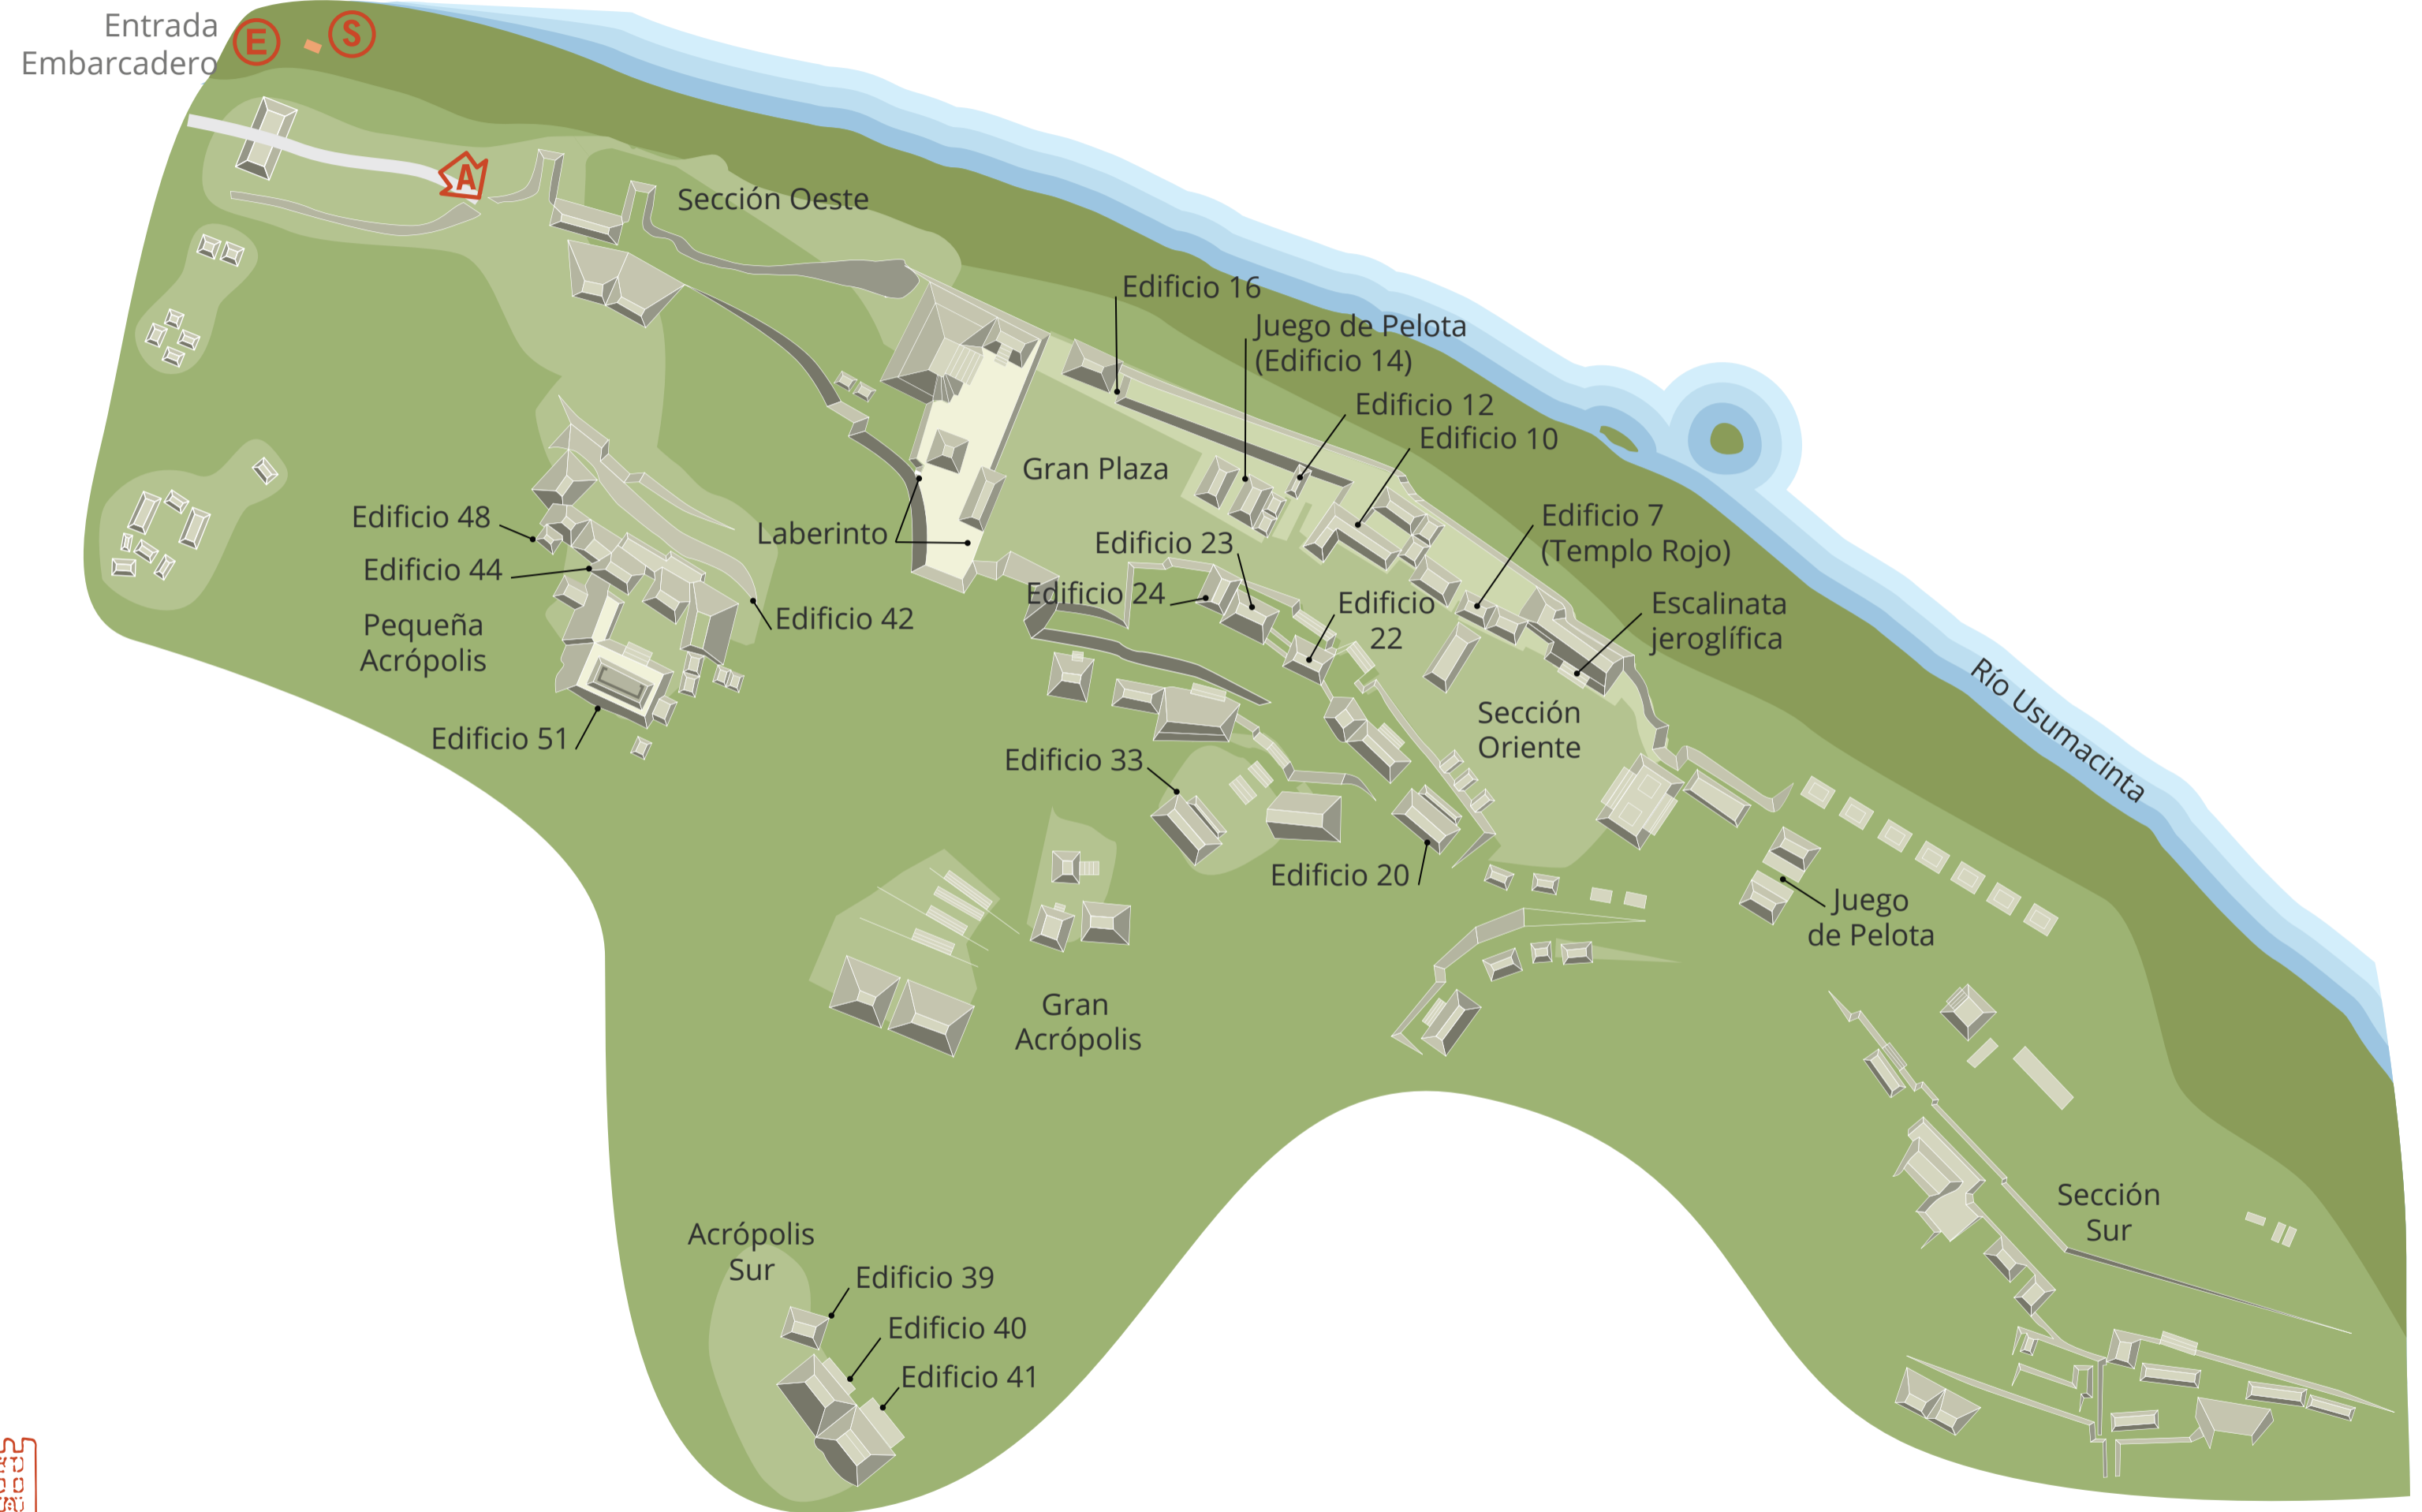 Entrada
Embarcadero
E
S
A
Sección Oeste
Edificio 16
Juego de Pelota
(Edificio 14)
Edificio 12
Edificio 10
Gran Plaza
Edificio 48
Laberinto
Edificio 23
Edificio 7
(Templo Rojo)
Edificio 44
Edificio 24
Edificio
22
Escalinata
jeroglífica
Edificio 42
Pequeña
Acrópolis
Río Usumacinta
Edificio 51
Sección
Oriente
Edificio 33
Edificio 20
Juego
de Pelota
Gran
Acrópolis
Sección
Sur
Acrópolis
Sur
Edificio 39
Edificio 40
Edificio 41